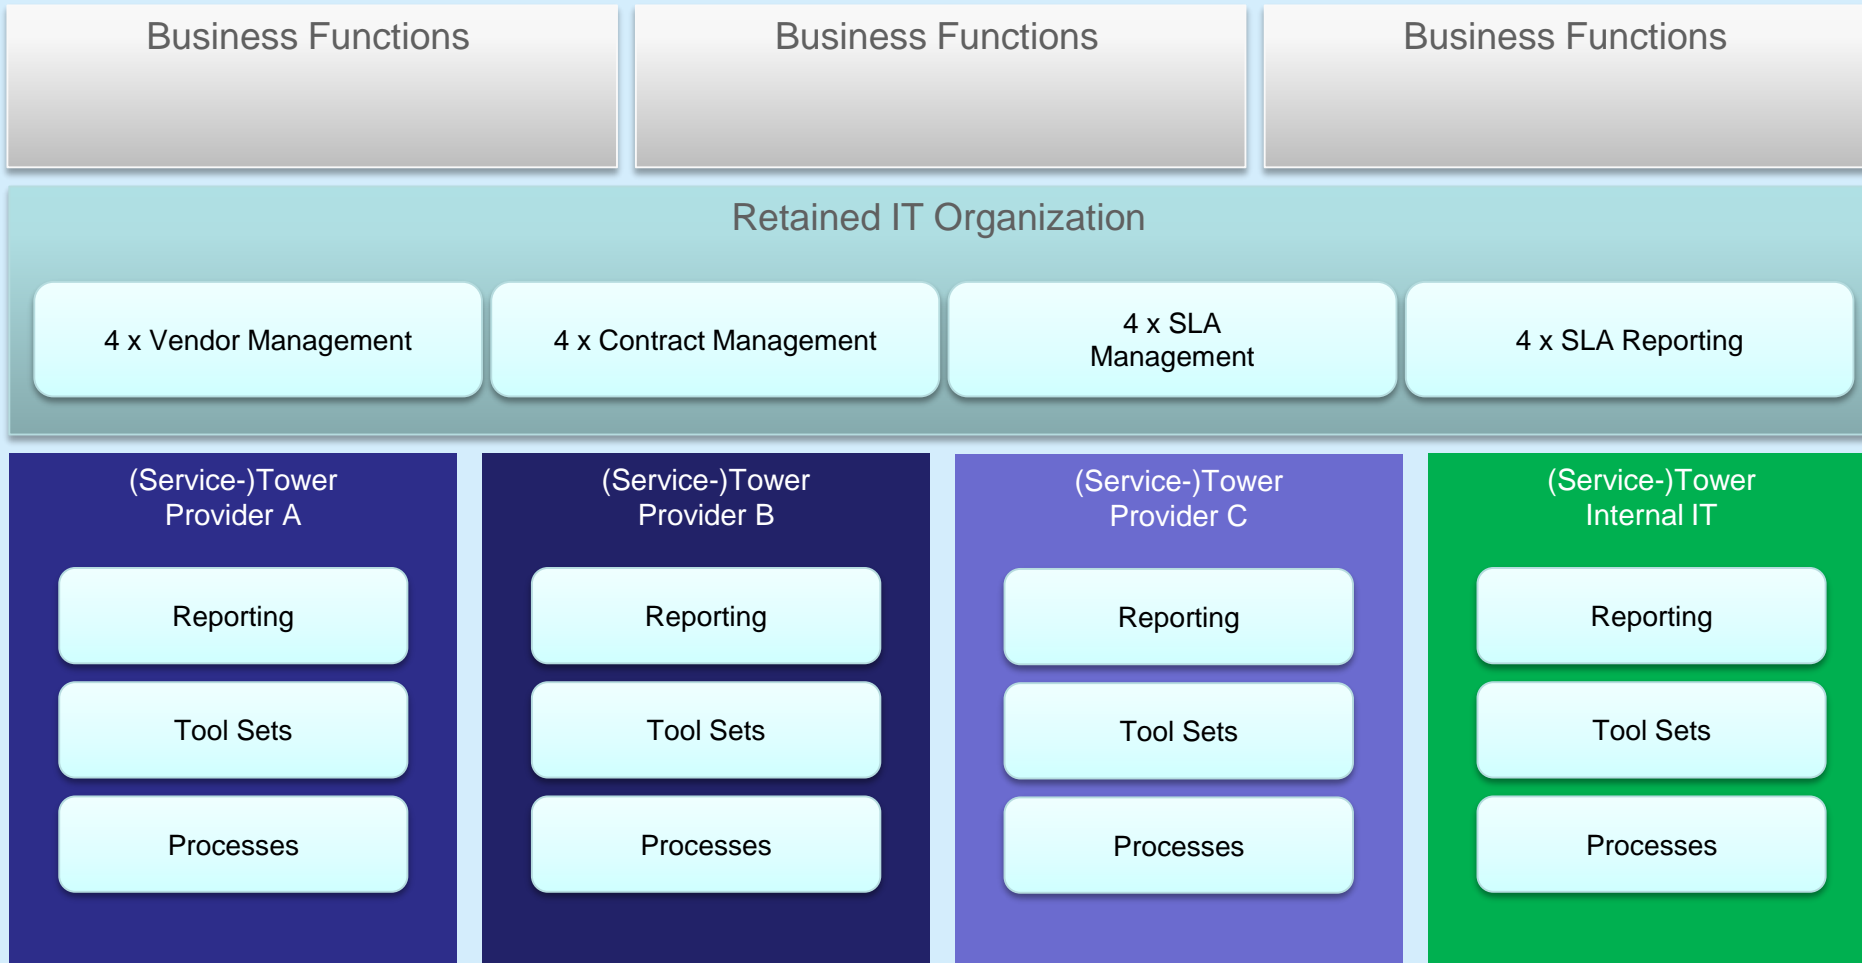 Business Functions
Business Functions
Business Functions
Retained IT Organization
4 x Vendor Management
4 x Contract Management
4 x SLA
Management
4 x SLA Reporting
(Service-)Tower
Provider A
Reporting
Tool Sets
Processes
(Service-)Tower
Provider B
Reporting
Tool Sets
Processes
(Service-)Tower
Provider C
Reporting
Tool Sets
Processes
(Service-)Tower
Internal IT
Reporting
Tool Sets
Processes